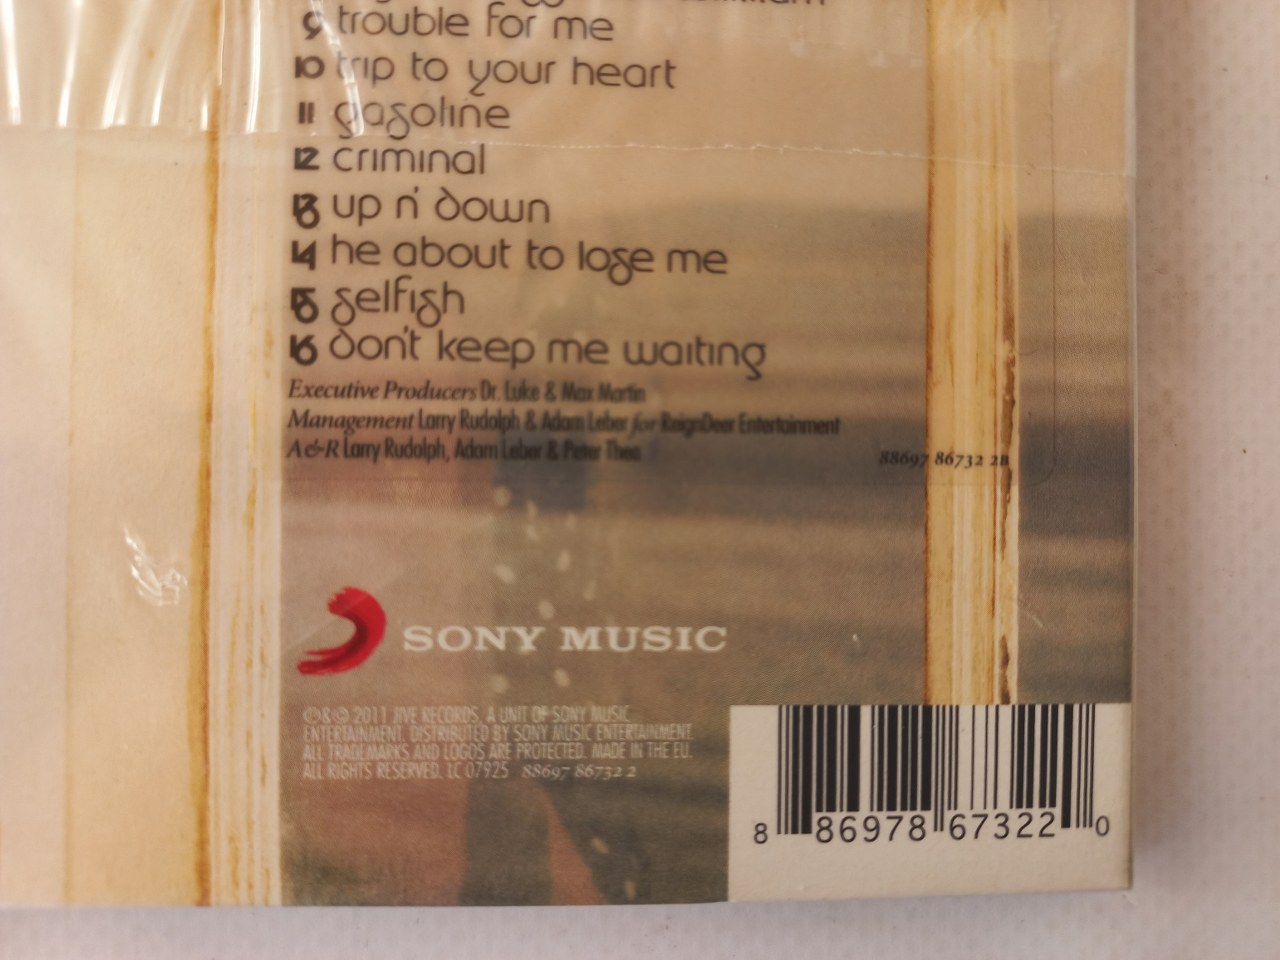 9 trouble for me
10 trip to your heart
11 gasoline
12 criminal
13 up n' down
14 he about to lose me
15 selfish
16 don't keep me waiting
Executive Producers Dr. Luke & Max Martin
Management Larry Rudolph & Adam Leber for ReignDeer Entertainment
A&R Larry Rudolph, Adam Leber & Peter Thea
88697 86732 2B
SONY MUSIC
℗&© 2011 JIVE RECORDS, A UNIT OF SONY MUSIC
ENTERTAINMENT. DISTRIBUTED BY SONY MUSIC ENTERTAINMENT.
ALL TRADEMARKS AND LOGOS ARE PROTECTED. MADE IN THE EU.
ALL RIGHTS RESERVED. LC 07925 88697 86732 2
8 86978 67322 0